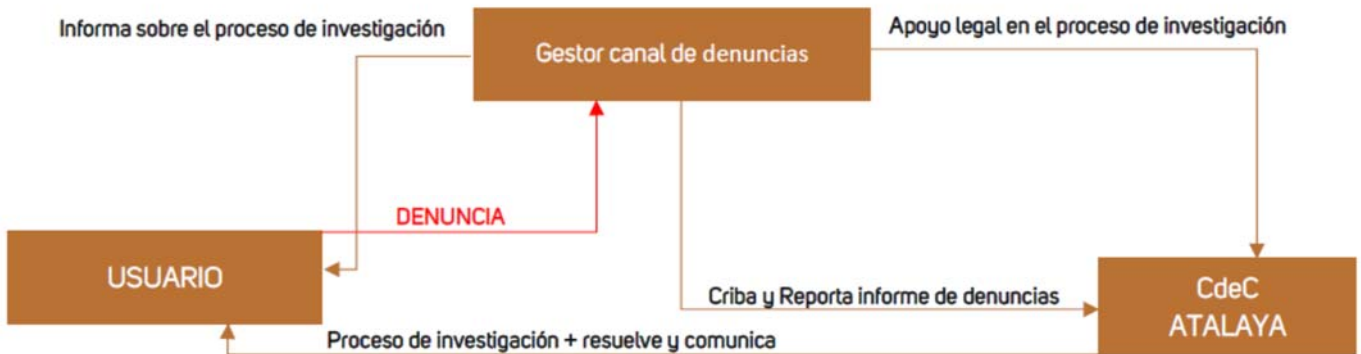 Informa sobre el proceso de investigación
Gestor canal de denuncias
Apoyo legal en el proceso de investigación
DENUNCIA
USUARIO
Criba y Reporta informe de denuncias
CdeC
ATALAYA
Proceso de investigación + resuelve y comunica